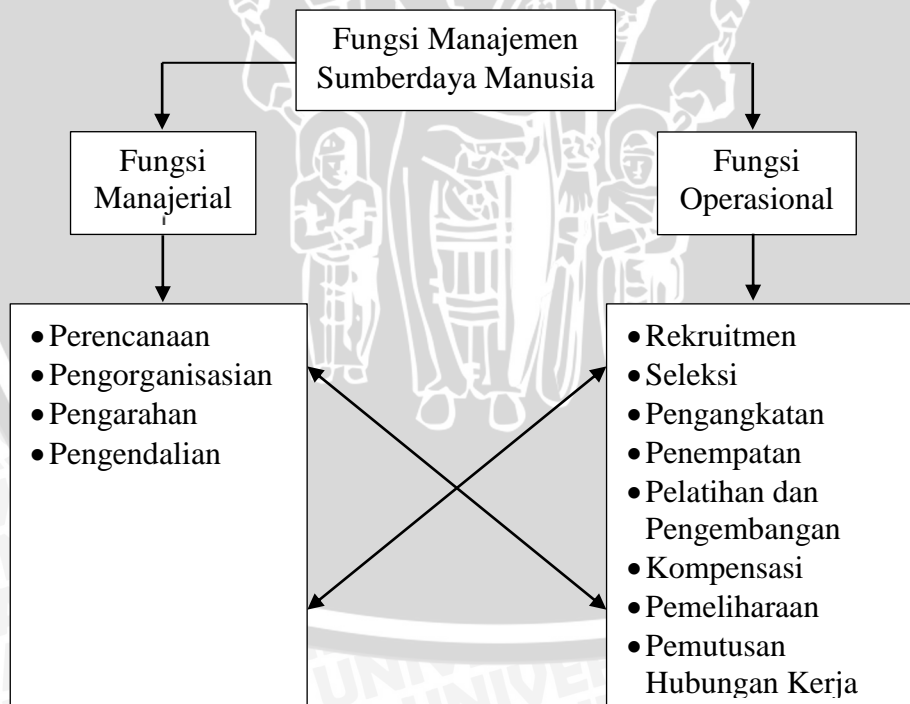 Fungsi Manajemen
Sumberdaya Manusia
Fungsi
Manajerial
Fungsi
Operasional
•Perencanaan
•Pengorganisasian
•Pengarahan
•Pengendalian
•Rekruitmen
•Seleksi
•Pengangkatan
•Penempatan
•Pelatihan dan
Pengembangan
•Kompensasi
•Pemeliharaan
•Pemutusan
Hubungan Kerja